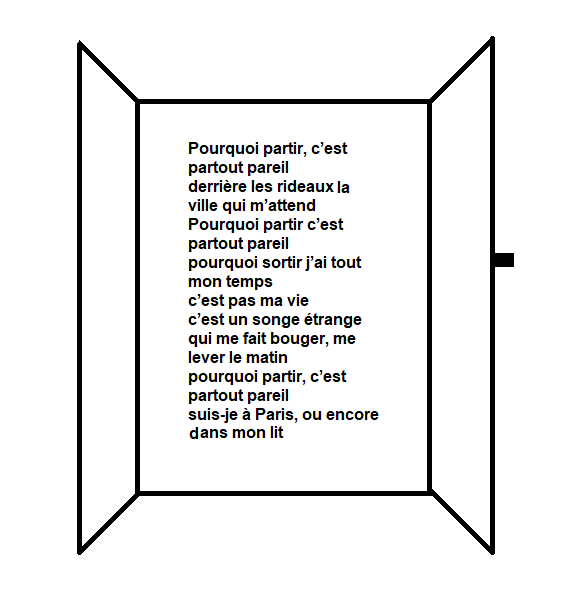 Pourquoi partir, c’est
partout pareil
derrière les rideaux la
ville qui m’attend
Pourquoi partir c’est
partout pareil
pourquoi sortir j’ai tout
mon temps
c’est pas ma vie
c’est un songe étrange
qui me fait bouger, me
lever le matin
pourquoi partir, c’est
partout pareil
suis-je à Paris, ou encore
dans mon lit